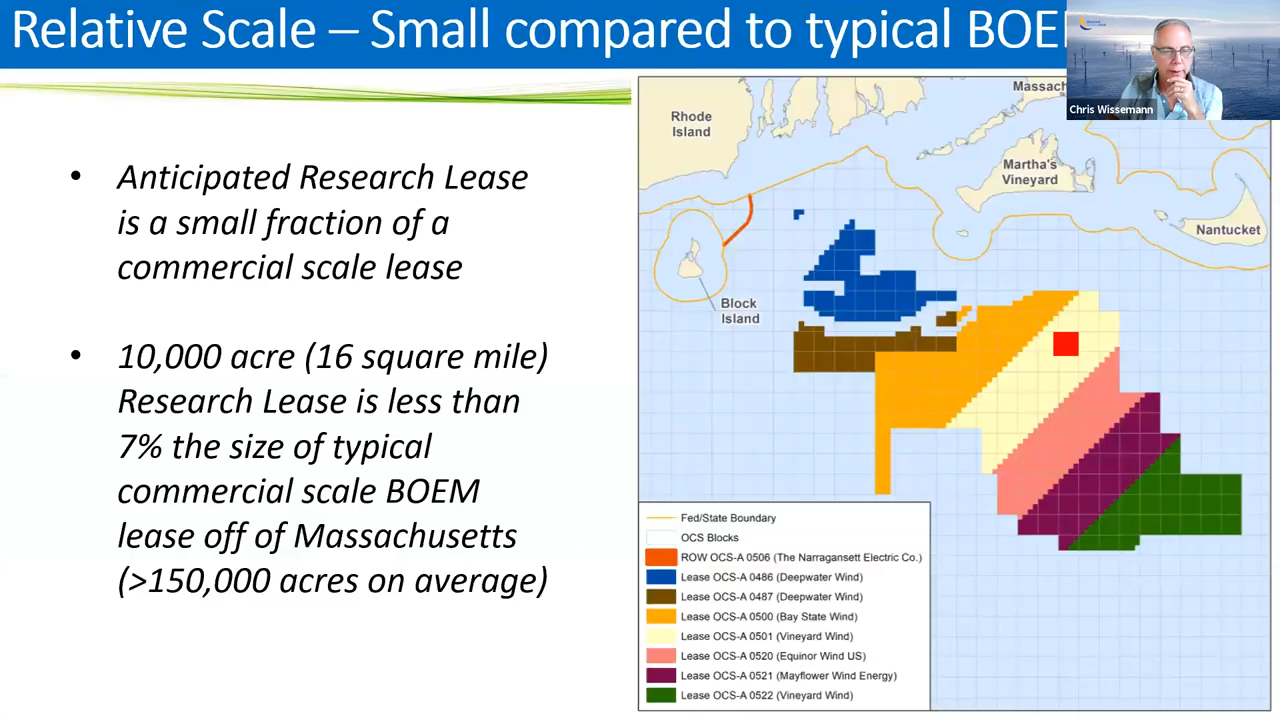 Relative Scale – Small compared to typical BOE
Chris Wissemann
• Anticipated Research Lease
is a small fraction of a
commercial scale lease
• 10,000 acre (16 square mile)
Research Lease is less than
7% the size of typical
commercial scale BOEM
lease off of Massachusetts
(>150,000 acres on average)
Massach
Rhode
Island
Martha's
Vineyard
Nantucket
Block
Island
Fed/State Boundary
OCS Blocks
ROW OCS-A 0506 (The Narragansett Electric Co.)
Lease OCS-A 0486 (Deepwater Wind)
Lease OCS-A 0487 (Deepwater Wind)
Lease OCS-A 0500 (Bay State Wind)
Lease OCS-A 0501 (Vineyard Wind)
Lease OCS-A 0520 (Equinor Wind US)
Lease OCS-A 0521 (Mayflower Wind Energy)
Lease OCS-A 0522 (Vineyard Wind)